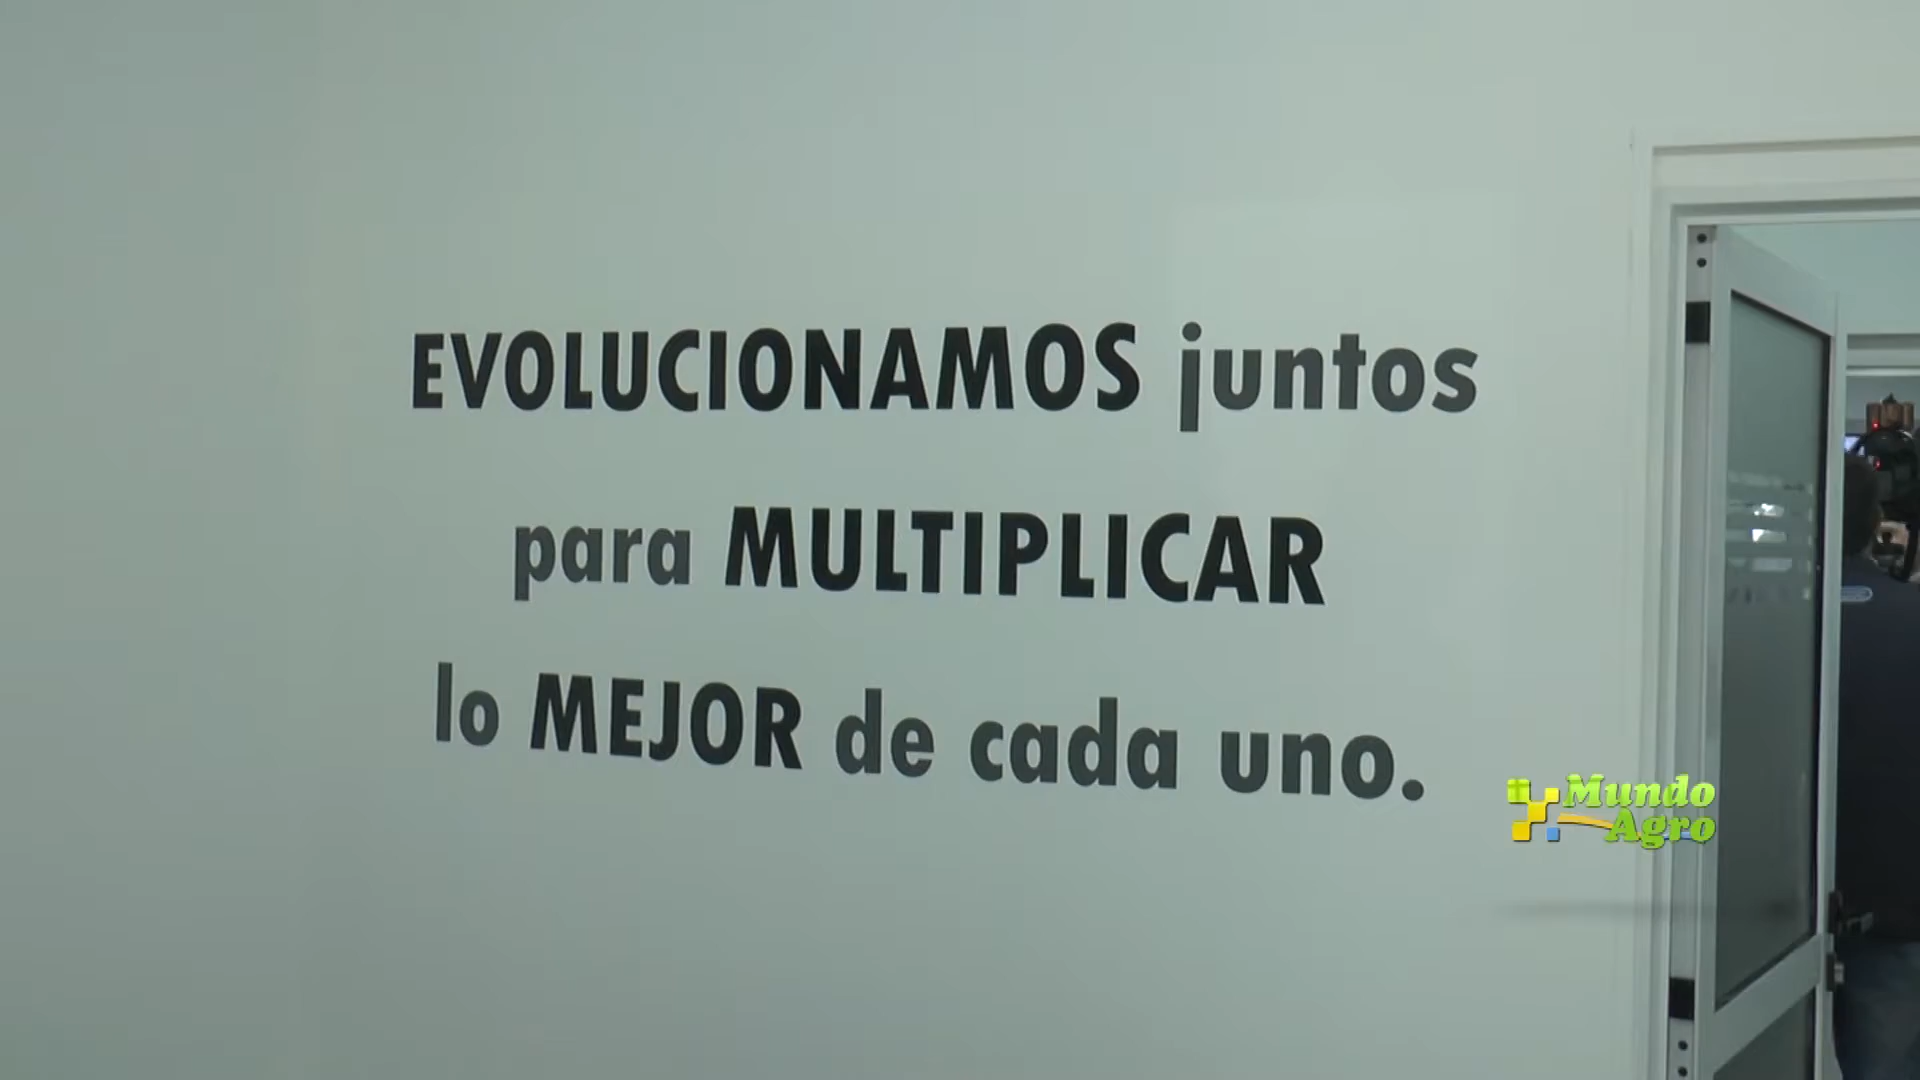 EVOLUCIONAMOS juntos
para MULTIPLICAR
lo MEJOR de cada uno.
Mundo
Agro